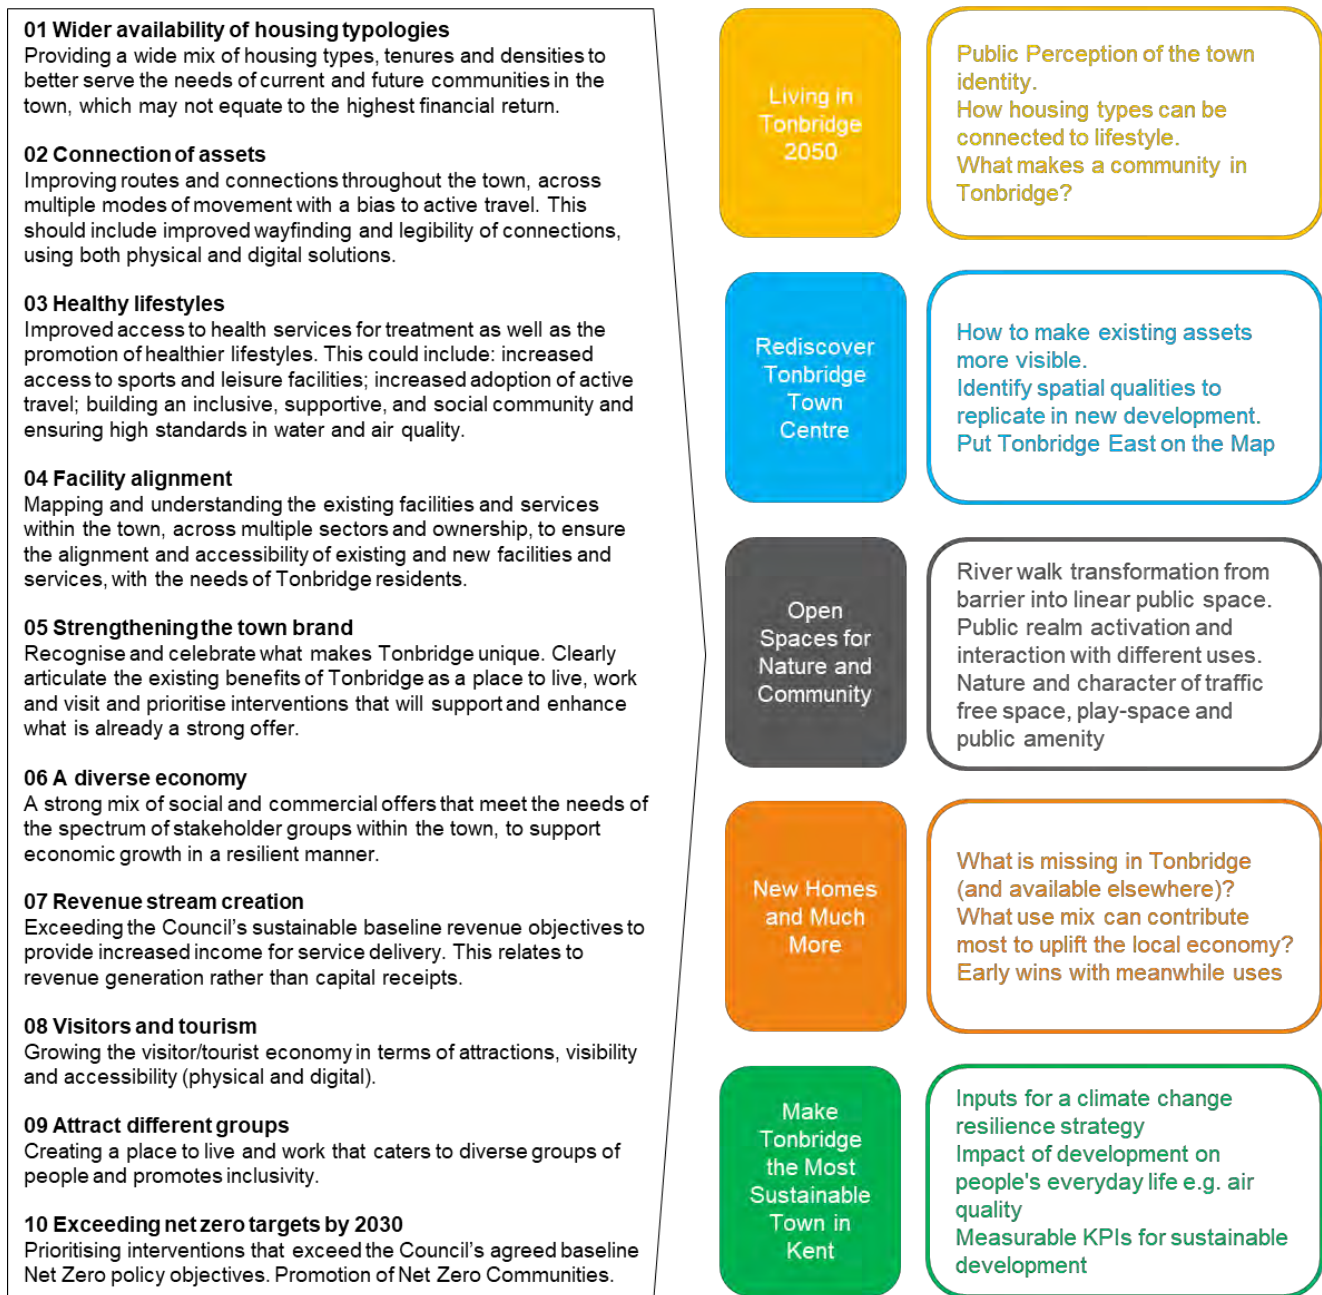 01 Wider availability of housing typologies
Providing a wide mix of housing types, tenures and densities to
better serve the needs of current and future communities in the
town, which may not equate to the highest financial return.
02 Connection of assets
Improving routes and connections throughout the town, across
multiple modes of movement with a bias to active travel. This
should include improved wayfinding and legibility of connections,
using both physical and digital solutions.
03 Healthy lifestyles
Improved access to health services for treatment as well as the
promotion of healthier lifestyles. This could include: increased
access to sports and leisure facilities; increased adoption of active
travel; building an inclusive, supportive, and social community and
ensuring high standards in water and air quality.
04 Facility alignment
Mapping and understanding the existing facilities and services
within the town, across multiple sectors and ownership, to ensure
the alignment and accessibility of existing and new facilities and
services, with the needs of Tonbridge residents.
05 Strengthening the town brand
Recognise and celebrate what makes Tonbridge unique. Clearly
articulate the existing benefits of Tonbridge as a place to live, work
and visit and prioritise interventions that will support and enhance
what is already a strong offer.
06 A diverse economy
A strong mix of social and commercial offers that meet the needs of
the spectrum of stakeholder groups within the town, to support
economic growth in a resilient manner.
07 Revenue stream creation
Exceeding the Council's sustainable baseline revenue objectives to
provide increased income for service delivery. This relates to
revenue generation rather than capital receipts.
08 Visitors and tourism
Growing the visitor/tourist economy in terms of attractions, visibility
and accessibility (physical and digital).
09 Attract different groups
Creating a place to live and work that caters to diverse groups of
people and promotes inclusivity.
10 Exceeding net zero targets by 2030
Prioritising interventions that exceed the Council's agreed baseline
Net Zero policy objectives. Promotion of Net Zero Communities.
Living in
Tonbridge
2050
Public Perception of the town
identity.
How housing types can be
connected to lifestyle.
What makes a community in
Tonbridge?
Rediscover
Tonbridge
Town
Centre
How to make existing assets
more visible.
Identify spatial qualities to
replicate in new development.
Put Tonbridge East on the Map
Open
Spaces for
Nature and
Community
River walk transformation from
barrier into linear public space.
Public realm activation and
interaction with different uses.
Nature and character of traffic
free space, play-space and
public amenity
New Homes
and Much
More
What is missing in Tonbridge
(and available elsewhere)?
What use mix can contribute
most to uplift the local economy?
Early wins with meanwhile uses
Make
Tonbridge
the Most
Sustainable
Town in
Kent
Inputs for a climate change
resilience strategy
Impact of development on
people's everyday life e.g. air
quality
Measurable KPIs for sustainable
development